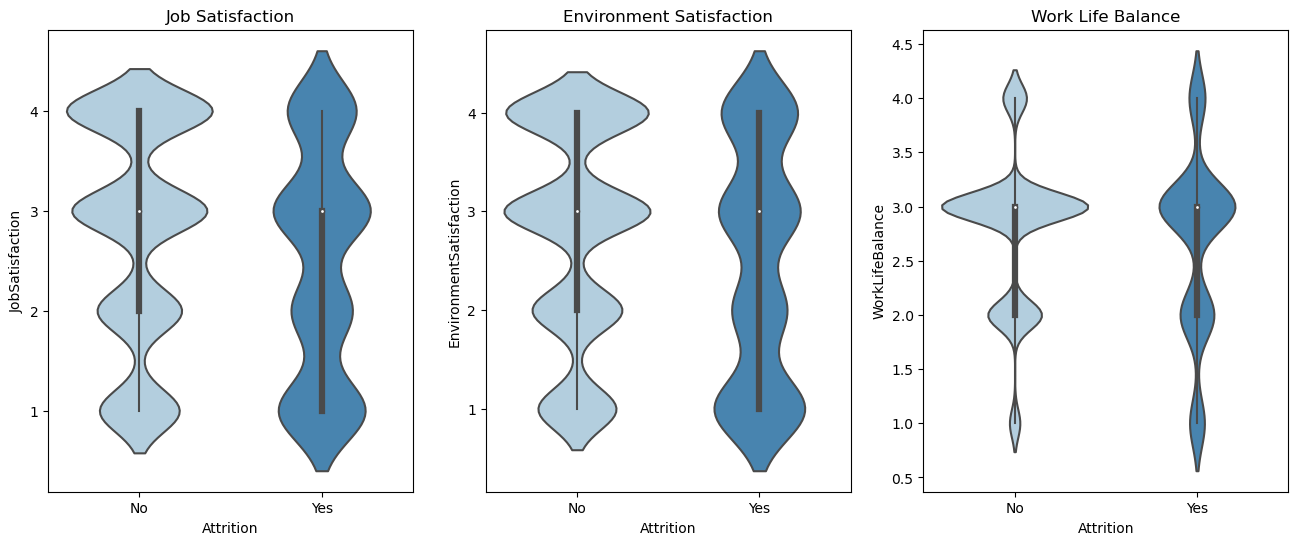 Job Satisfaction
JobSatisfaction
4
3
2
1
No
Yes
Attrition
Environment Satisfaction
EnvironmentSatisfaction
4
3
2
1
No
Yes
Attrition
Work Life Balance
WorkLifeBalance
4.5
4.0
3.5
3.0
2.5
2.0
1.5
1.0
0.5
No
Yes
Attrition